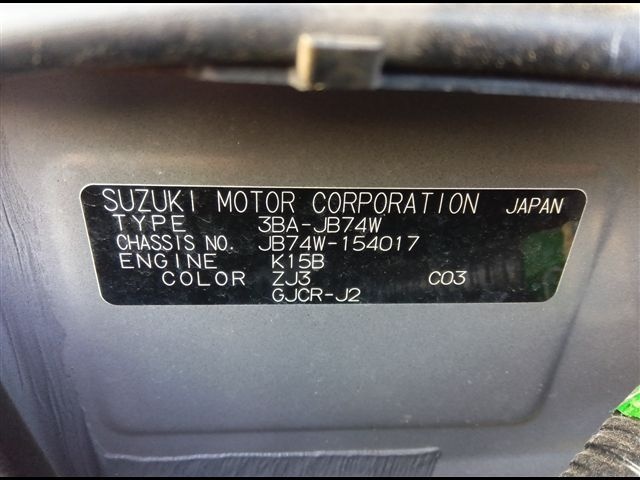 SUZUKI MOTOR CORPORATION JAPAN
TYPE 3BA-JB74W
CHASSIS NO. JB74W-154017
ENGINE K15B
COLOR ZJ3 C03
GJCR-J2